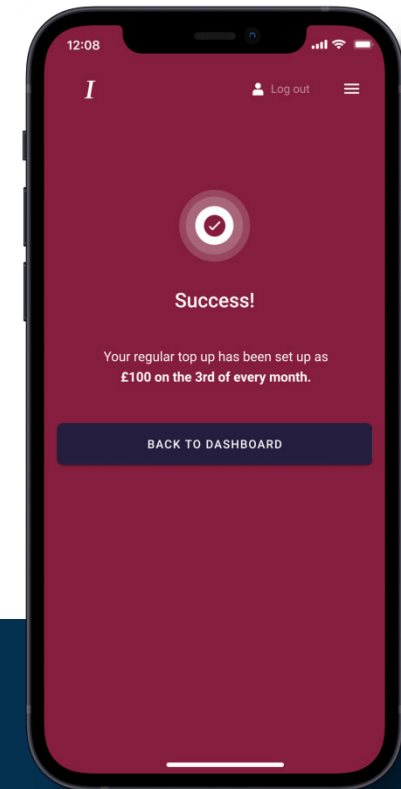 12:08
I
Log out
Success!
Your regular top up has been set up as
£100 on the 3rd of every month.
BACK TO DASHBOARD